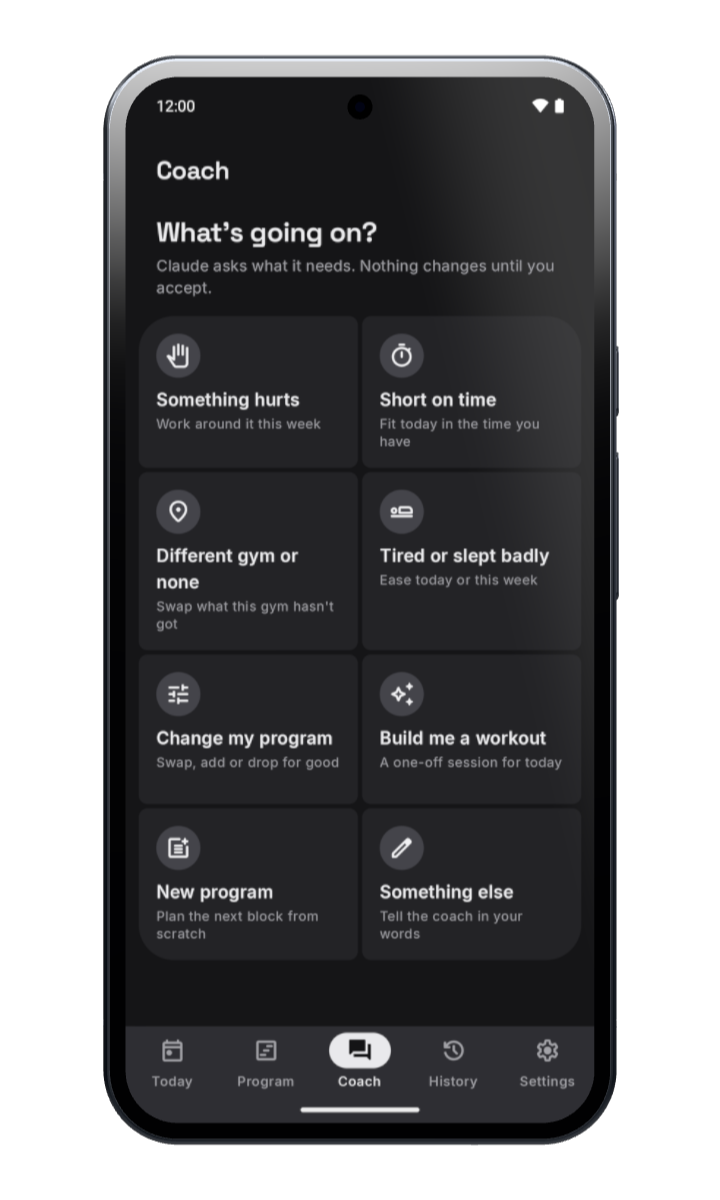 12:00
Coach
What's going on?
Claude asks what it needs. Nothing changes until you
accept.
Something hurts
Work around it this week
Short on time
Fit today in the time you
have
Different gym or
none
Swap what this gym hasn't
got
Tired or slept badly
Ease today or this week
Change my program
Swap, add or drop for good
Build me a workout
A one-off session for today
New program
Plan the next block from
scratch
Something else
Tell the coach in your
words
Today
Program
Coach
History
Settings